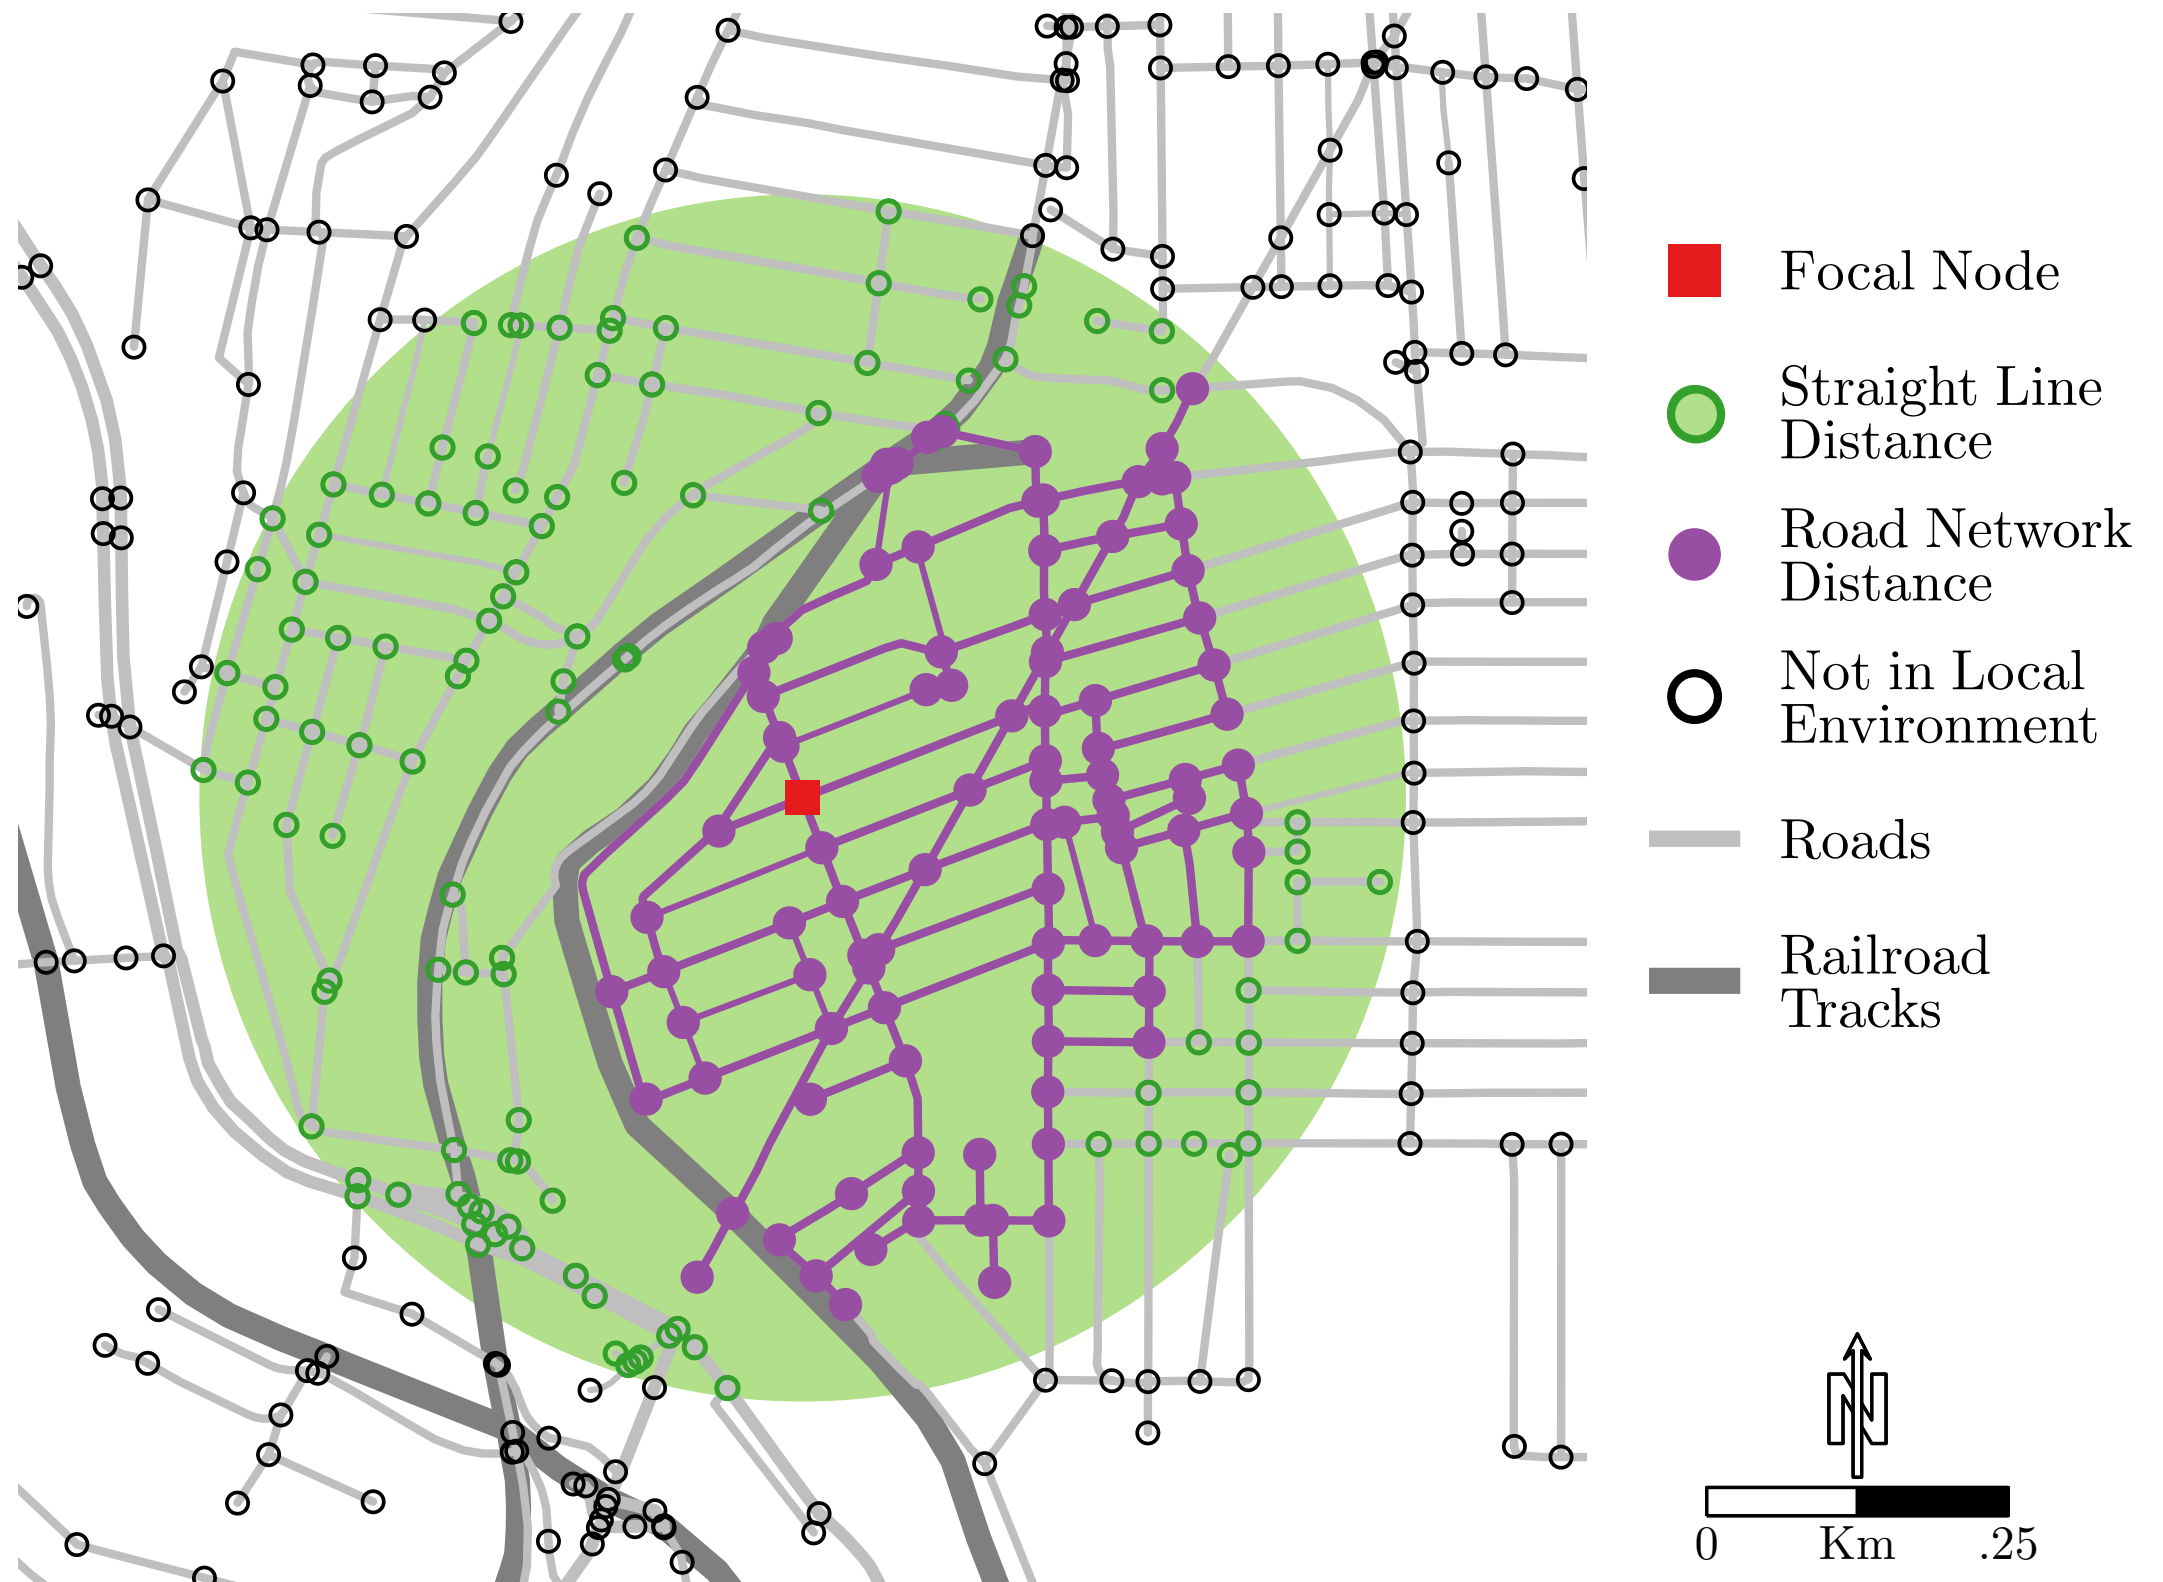 Focal Node
Straight Line
Distance
Road Network
Distance
Not in Local
Environment
Roads
Railroad
Tracks
N
0 Km .25